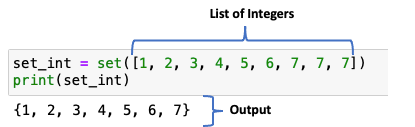 List of Integers
set_int = set([1, 2, 3, 4, 5, 6, 7, 7, 7])
print(set_int)
{1, 2, 3, 4, 5, 6, 7}
Output